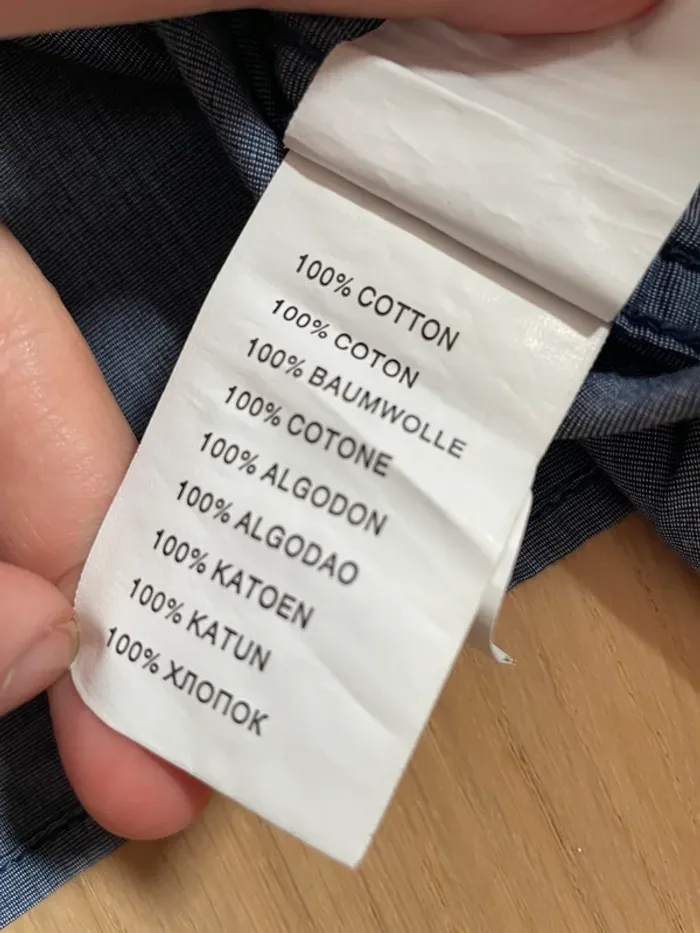 100% COTTON
100% COTON
100% BAUMWOLLE
100% COTONE
100% ALGODON
100% ALGODAO
100% KATOEN
100% KATUN
100% ХЛОПОК